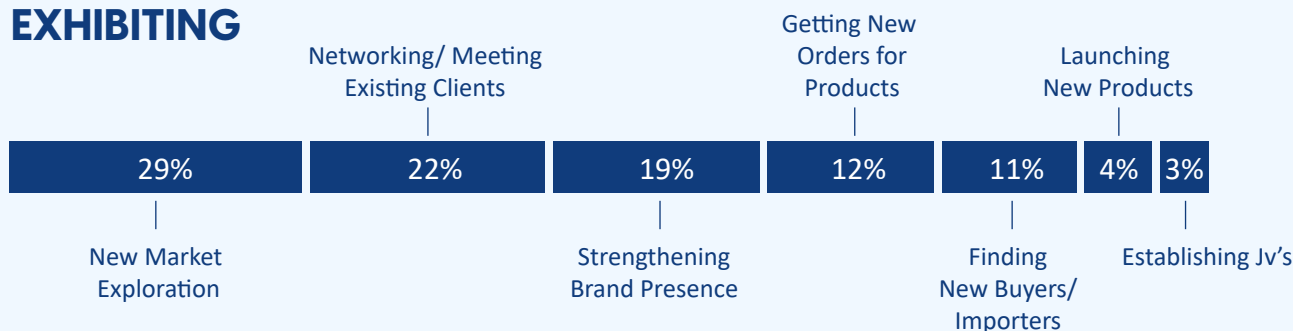 EXHIBITING
Networking/ Meeting
Existing Clients
Getting New
Orders for
Products
Launching
New Products
29%
22%
19%
12%
11%
4%
3%
New Market
Exploration
Strengthening
Brand Presence
Finding
New Buyers/
Importers
Establishing Jv's